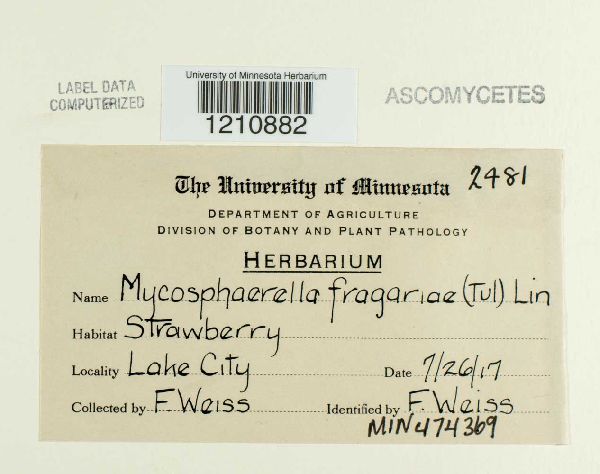 LABEL DATA
COMPUTERIZED
University of Minnesota Herbarium
1210882
ASCOMYCETES
The University of Minnesota 2481
DEPARTMENT OF AGRICULTURE
DIVISION OF BOTANY AND PLANT PATHOLOGY
HERBARIUM
Name Mycosphaerella fragariae (Tul) Lin
Habitat Strawberry
Locality Lake City Date 7/26/17
Collected by F. Weiss Identified by F. Weiss
MIN474369